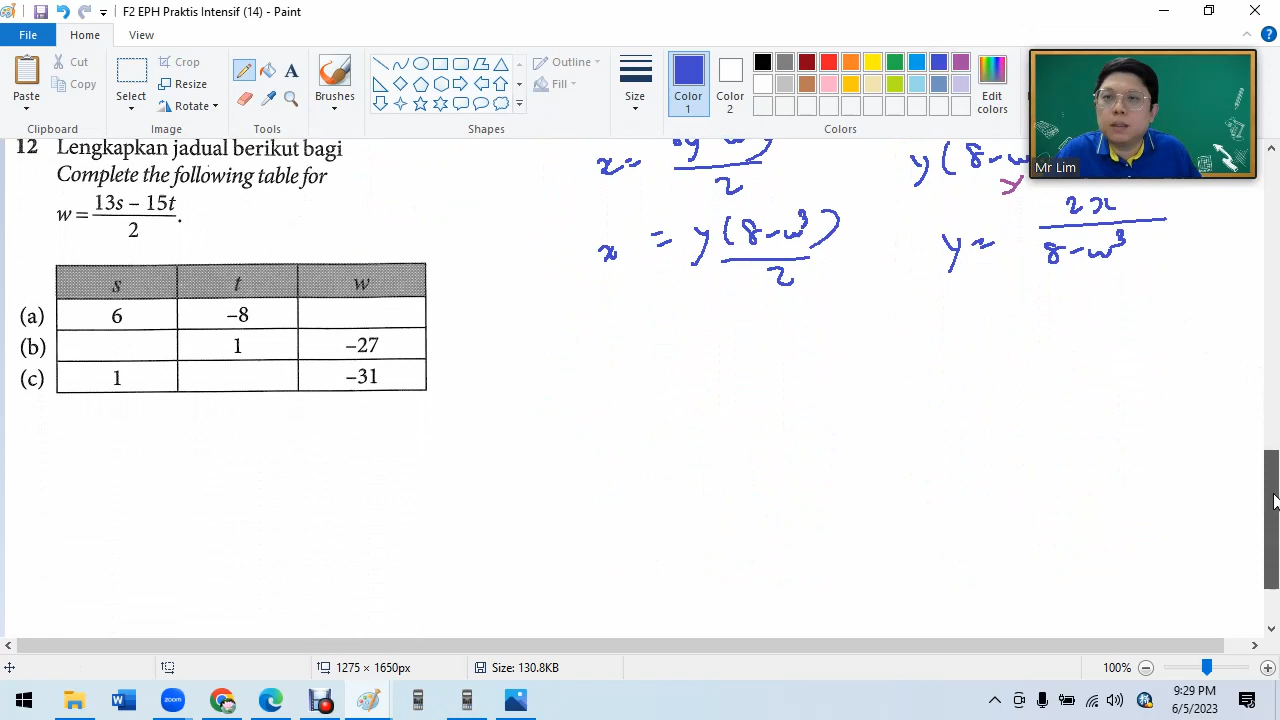 F2 EPH Praktis Intensif (14) - Paint
File
Home
View
Paste
Cut
Copy
Clipboard
Select
Crop
Resize
Rotate
Image
A
Tools
Brushes
Outline
Fill
Shapes
Size
Color 1
Color 2
Edit colors
Colors
Mr Lim
12 Lengkapkan jadual berikut bagi
Complete the following table for
w = (13s – 15t)/2.
s t w
(a) 6 –8
(b) 1 –27
(c) 1 –31
x = 2
y(8-w
y
x = y(8-w³)/2
y = 2x/(8-w³)
1275 × 1650px
Size: 130.8KB
100%
zoom
9:29 PM
6/5/2023